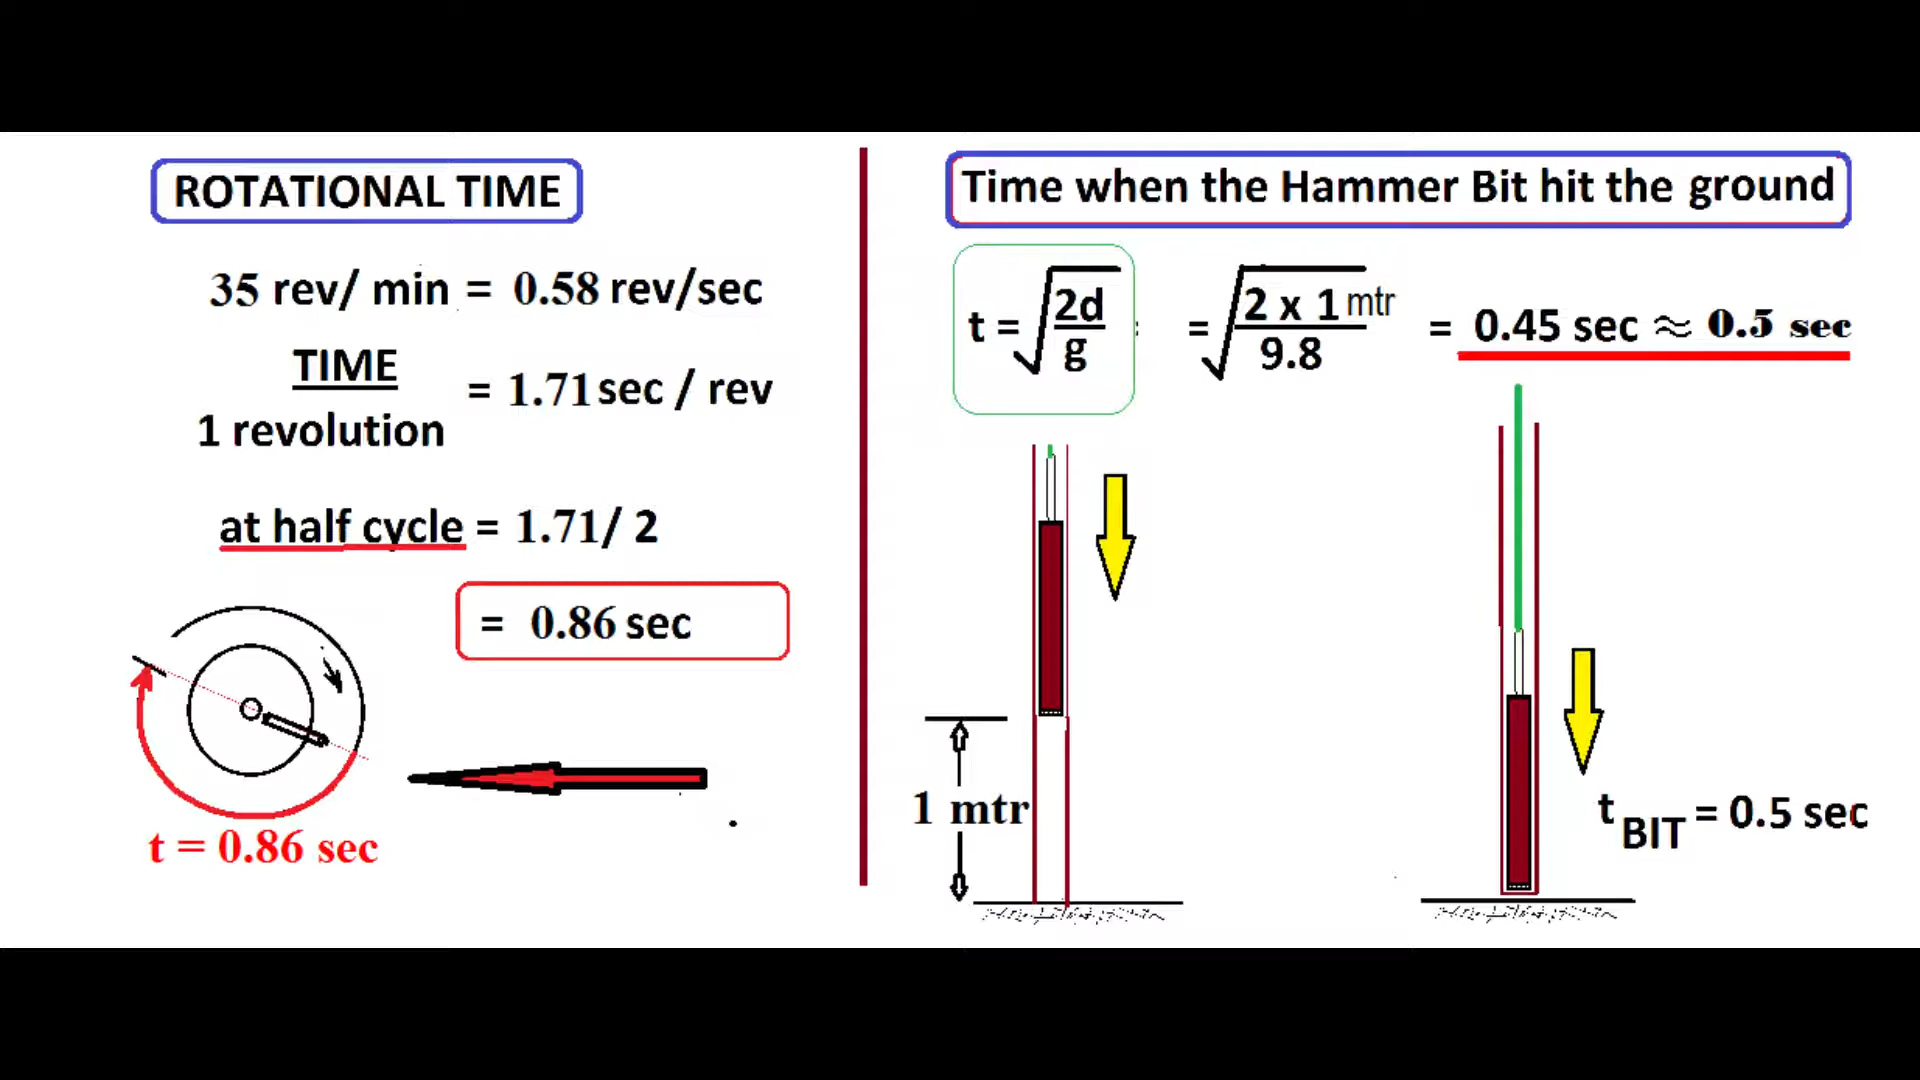 ROTATIONAL TIME
35 rev/ min = 0.58 rev/sec
TIME
1 revolution
= 1.71 sec / rev
at half cycle = 1.71/ 2
= 0.86 sec
t = 0.86 sec
Time when the Hammer Bit hit the ground
t = √2d/g = √2 x 1 mtr/9.8 = 0.45 sec ≈ 0.5 sec
1 mtr
t BIT = 0.5 sec